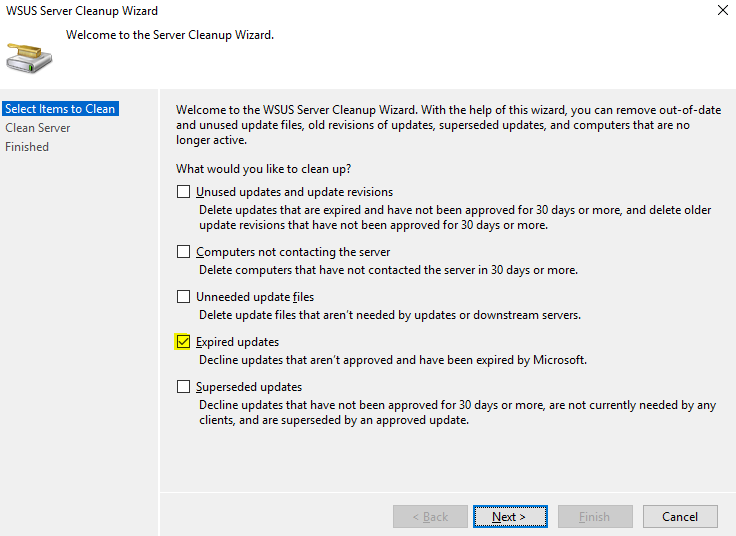 WSUS Server Cleanup Wizard
Welcome to the Server Cleanup Wizard.
Select Items to Clean
Clean Server
Finished
Welcome to the WSUS Server Cleanup Wizard. With the help of this wizard, you can remove out-of-date
and unused update files, old revisions of updates, superseded updates, and computers that are no
longer active.
What would you like to clean up?
Unused updates and update revisions
Delete updates that are expired and have not been approved for 30 days or more, and delete older
update revisions that have not been approved for 30 days or more.
Computers not contacting the server
Delete computers that have not contacted the server in 30 days or more.
Unneeded update files
Delete update files that aren't needed by updates or downstream servers.
Expired updates
Decline updates that aren't approved and have been expired by Microsoft.
Superseded updates
Decline updates that have not been approved for 30 days or more, are not currently needed by any
clients, and are superseded by an approved update.
< Back Next > Finish Cancel